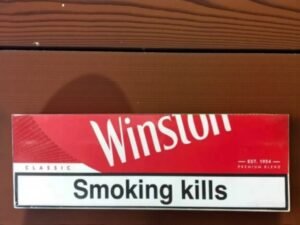 Winston
CLASSIC
EST. 1954
PREMIUM BLEND
Smoking kills